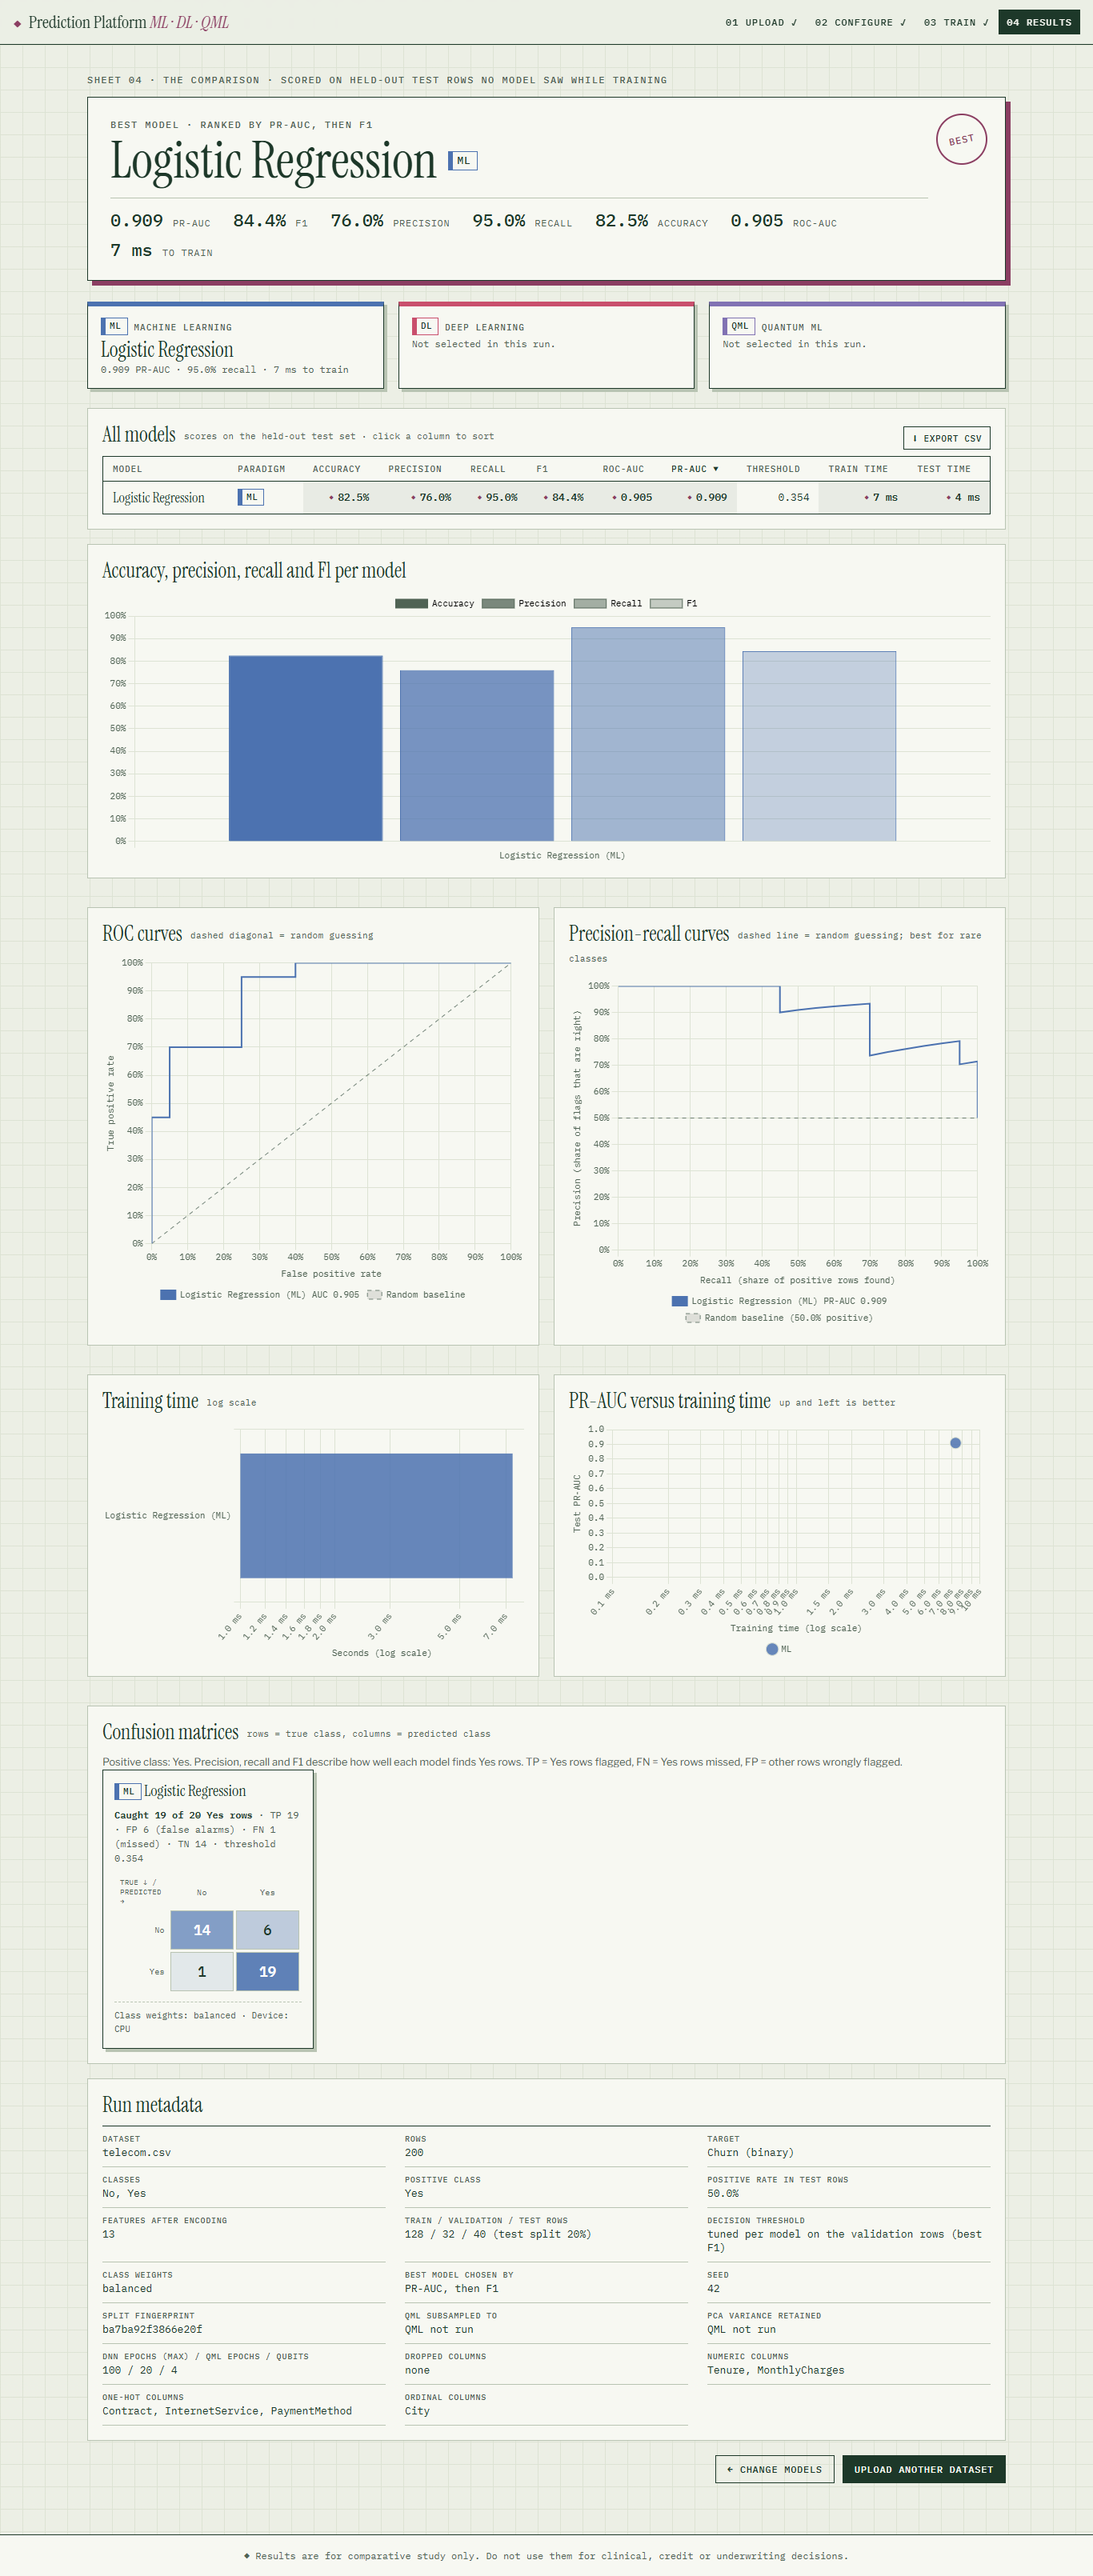 ◆ Prediction Platform ML · DL · QML
01 UPLOAD ✓ 02 CONFIGURE ✓ 03 TRAIN ✓ 04 RESULTS
SHEET 04 · THE COMPARISON · SCORED ON HELD-OUT TEST ROWS NO MODEL SAW WHILE TRAINING
BEST MODEL · RANKED BY PR-AUC, THEN F1
BEST
Logistic Regression ML
0.909 PR-AUC 84.4% F1 76.0% PRECISION 95.0% RECALL 82.5% ACCURACY 0.905 ROC-AUC
7 ms TO TRAIN
ML MACHINE LEARNING
Logistic Regression
0.909 PR-AUC · 95.0% recall · 7 ms to train
DL DEEP LEARNING
Not selected in this run.
QML QUANTUM ML
Not selected in this run.
All models scores on the held-out test set · click a column to sort
⬇ EXPORT CSV
MODEL PARADIGM ACCURACY PRECISION RECALL F1 ROC-AUC PR-AUC ▼ THRESHOLD TRAIN TIME TEST TIME
Logistic Regression ML ◆ 82.5% ◆ 76.0% ◆ 95.0% ◆ 84.4% ◆ 0.905 ◆ 0.909 0.354 ◆ 7 ms ◆ 4 ms
Accuracy, precision, recall and F1 per model
Accuracy Precision Recall F1
100%
90%
80%
70%
60%
50%
40%
30%
20%
10%
0%
Logistic Regression (ML)
ROC curves dashed diagonal = random guessing
True positive rate
100%
90%
80%
70%
60%
50%
40%
30%
20%
10%
0%
0% 10% 20% 30% 40% 50% 60% 70% 80% 90% 100%
False positive rate
Logistic Regression (ML) AUC 0.905 Random baseline
Precision-recall curves dashed line = random guessing; best for rare
classes
Precision (share of flags that are right)
100%
90%
80%
70%
60%
50%
40%
30%
20%
10%
0%
0% 10% 20% 30% 40% 50% 60% 70% 80% 90% 100%
Recall (share of positive rows found)
Logistic Regression (ML) PR-AUC 0.909
Random baseline (50.0% positive)
Training time log scale
Logistic Regression (ML)
1.0 ms 1.2 ms 1.4 ms 1.6 ms 1.8 ms 2.0 ms 3.0 ms 5.0 ms 7.0 ms
Seconds (log scale)
PR-AUC versus training time up and left is better
Test PR-AUC
1.0
0.9
0.8
0.7
0.6
0.5
0.4
0.3
0.2
0.1
0.0
0.1 ms 0.2 ms 0.3 ms 0.4 ms 0.5 ms 0.6 ms 0.7 ms 0.8 ms 0.9 ms 1.0 ms 1.5 ms 2.0 ms 3.0 ms 4.0 ms 5.0 ms 6.0 ms 7.0 ms 8.0 ms 9.0 ms 10 ms
Training time (log scale)
ML
Confusion matrices rows = true class, columns = predicted class
Positive class: Yes. Precision, recall and F1 describe how well each model finds Yes rows. TP = Yes rows flagged, FN = Yes rows missed, FP = other rows wrongly flagged.
ML Logistic Regression
Caught 19 of 20 Yes rows · TP 19
· FP 6 (false alarms) · FN 1
(missed) · TN 14 · threshold
0.354
TRUE ↓ /
PREDICTED
→
No Yes
No 14 6
Yes 1 19
Class weights: balanced · Device:
CPU
Run metadata
DATASET
telecom.csv
ROWS
200
TARGET
Churn (binary)
CLASSES
No, Yes
POSITIVE CLASS
Yes
POSITIVE RATE IN TEST ROWS
50.0%
FEATURES AFTER ENCODING
13
TRAIN / VALIDATION / TEST ROWS
128 / 32 / 40 (test split 20%)
DECISION THRESHOLD
tuned per model on the validation rows (best
F1)
CLASS WEIGHTS
balanced
BEST MODEL CHOSEN BY
PR-AUC, then F1
SEED
42
SPLIT FINGERPRINT
ba7ba92f3866e20f
QML SUBSAMPLED TO
QML not run
PCA VARIANCE RETAINED
QML not run
DNN EPOCHS (MAX) / QML EPOCHS / QUBITS
100 / 20 / 4
DROPPED COLUMNS
none
NUMERIC COLUMNS
Tenure, MonthlyCharges
ONE-HOT COLUMNS
Contract, InternetService, PaymentMethod
ORDINAL COLUMNS
City
← CHANGE MODELS
UPLOAD ANOTHER DATASET
◆ Results are for comparative study only. Do not use them for clinical, credit or underwriting decisions.